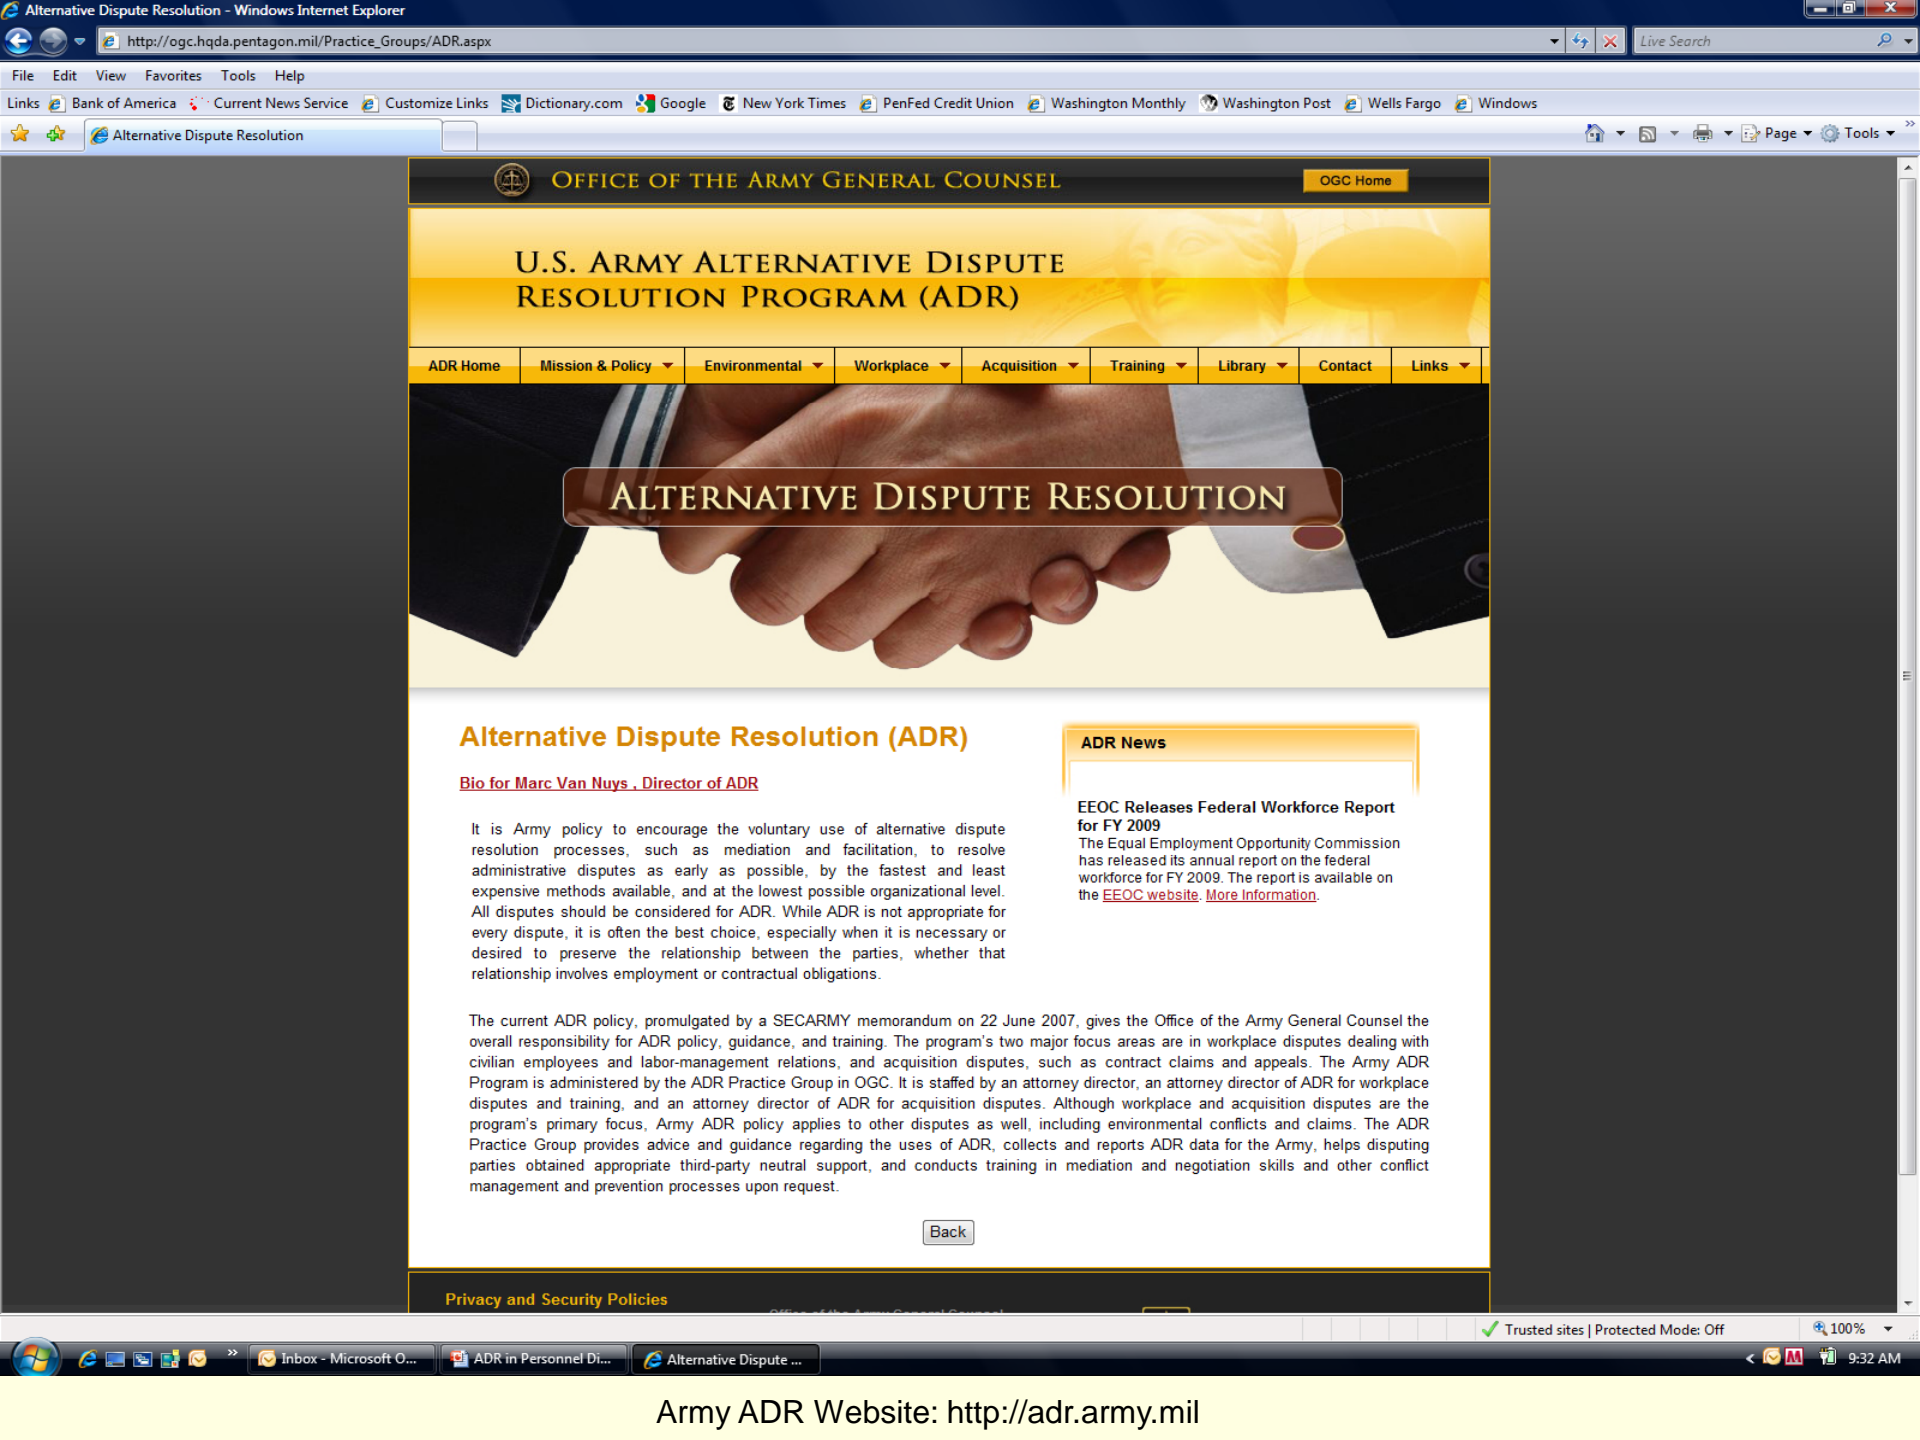 Alternative Dispute Resolution - Windows Internet Explorer
http://ogc.hqda.pentagon.mil/Practice_Groups/ADR.aspx
Live Search
File Edit View Favorites Tools Help
Links Bank of America Current News Service Customize Links Dictionary.com Google New York Times PenFed Credit Union Washington Monthly Washington Post Wells Fargo Windows
Alternative Dispute Resolution
Page Tools
OFFICE OF THE ARMY GENERAL COUNSEL
OGC Home
U.S. ARMY ALTERNATIVE DISPUTE
RESOLUTION PROGRAM (ADR)
ADR Home Mission & Policy Environmental Workplace Acquisition Training Library Contact Links
ALTERNATIVE DISPUTE RESOLUTION
Alternative Dispute Resolution (ADR)
Bio for Marc Van Nuys , Director of ADR
It is Army policy to encourage the voluntary use of alternative dispute
resolution processes, such as mediation and facilitation, to resolve
administrative disputes as early as possible, by the fastest and least
expensive methods available, and at the lowest possible organizational level.
All disputes should be considered for ADR. While ADR is not appropriate for
every dispute, it is often the best choice, especially when it is necessary or
desired to preserve the relationship between the parties, whether that
relationship involves employment or contractual obligations.
ADR News
EEOC Releases Federal Workforce Report
for FY 2009
The Equal Employment Opportunity Commission
has released its annual report on the federal
workforce for FY 2009. The report is available on
the EEOC website. More Information.
The current ADR policy, promulgated by a SECARMY memorandum on 22 June 2007, gives the Office of the Army General Counsel the
overall responsibility for ADR policy, guidance, and training. The program's two major focus areas are in workplace disputes dealing with
civilian employees and labor-management relations, and acquisition disputes, such as contract claims and appeals. The Army ADR
Program is administered by the ADR Practice Group in OGC. It is staffed by an attorney director, an attorney director of ADR for workplace
disputes and training, and an attorney director of ADR for acquisition disputes. Although workplace and acquisition disputes are the
program's primary focus, Army ADR policy applies to other disputes as well, including environmental conflicts and claims. The ADR
Practice Group provides advice and guidance regarding the uses of ADR, collects and reports ADR data for the Army, helps disputing
parties obtained appropriate third-party neutral support, and conducts training in mediation and negotiation skills and other conflict
management and prevention processes upon request.
Back
Privacy and Security Policies
Office of the Army General Counsel
Trusted sites | Protected Mode: Off
100%
Inbox - Microsoft O... ADR in Personnel Di... Alternative Dispute ...
9:32 AM
Army ADR Website: http://adr.army.mil